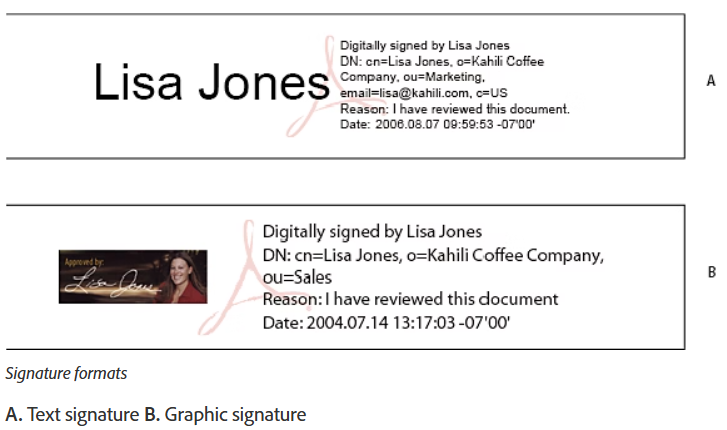 Lisa Jones
Digitally signed by Lisa Jones
DN: cn=Lisa Jones, o=Kahili Coffee
Company, ou=Marketing,
email=lisa@kahili.com, c=US
Reason: I have reviewed this document.
Date: 2006.08.07 09:59:53 -07'00'
A
Approved by:
Lisa Jones
Digitally signed by Lisa Jones
DN: cn=Lisa Jones, o=Kahili Coffee Company,
ou=Sales
Reason: I have reviewed this document
Date: 2004.07.14 13:17:03 -07'00'
B
Signature formats
A. Text signature B. Graphic signature